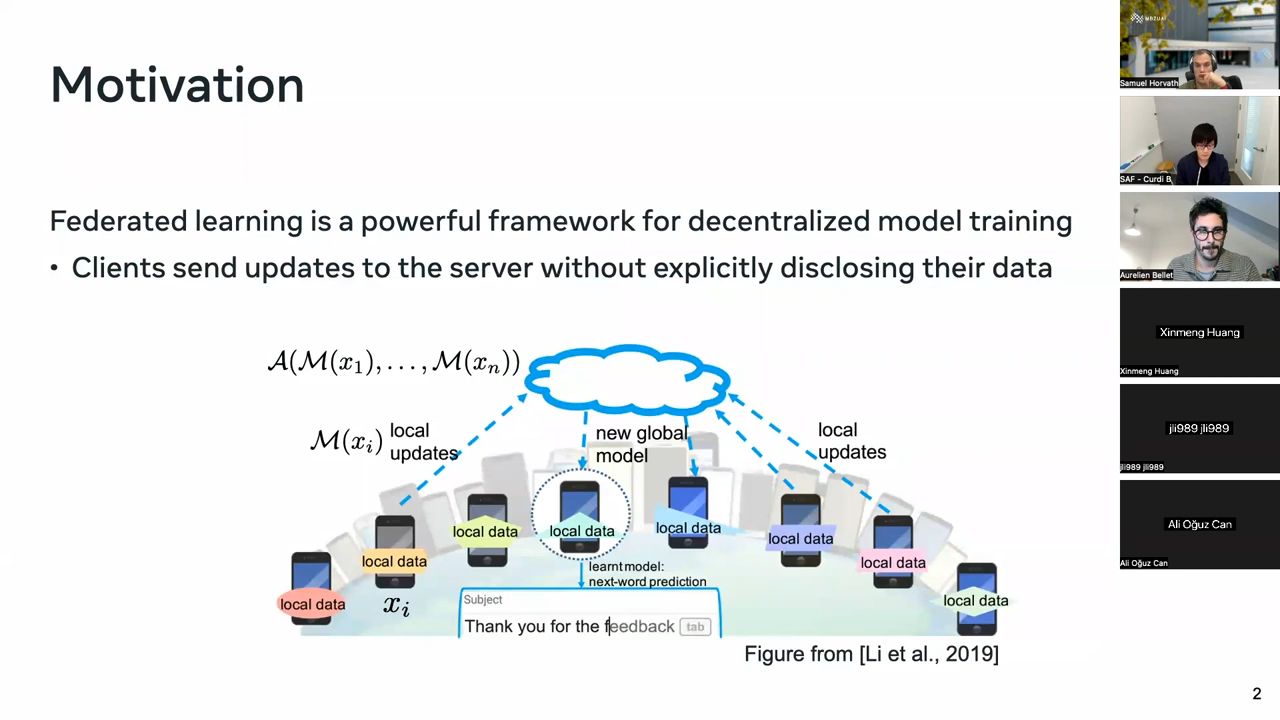 Motivation
Federated learning is a powerful framework for decentralized model training
• Clients send updates to the server without explicitly disclosing their data
𝒜(ℳ(x₁), . . . , ℳ(xₙ))
ℳ(xᵢ)
local
updates
new global
model
local
updates
local data
local data
local data
local data
local data
local data
local data
local data
xᵢ
learnt model:
next-word prediction
Subject
Thank you for the feedback tab
Figure from [Li et al., 2019]
2
MBZUAI
Samuel Horvath
SAF - Curdi B
Aurelien Bellet
Xinmeng Huang
Xinmeng Huang
jli989 jli989
jli989 jli989
Ali Oğuz Can
Ali Oğuz Can